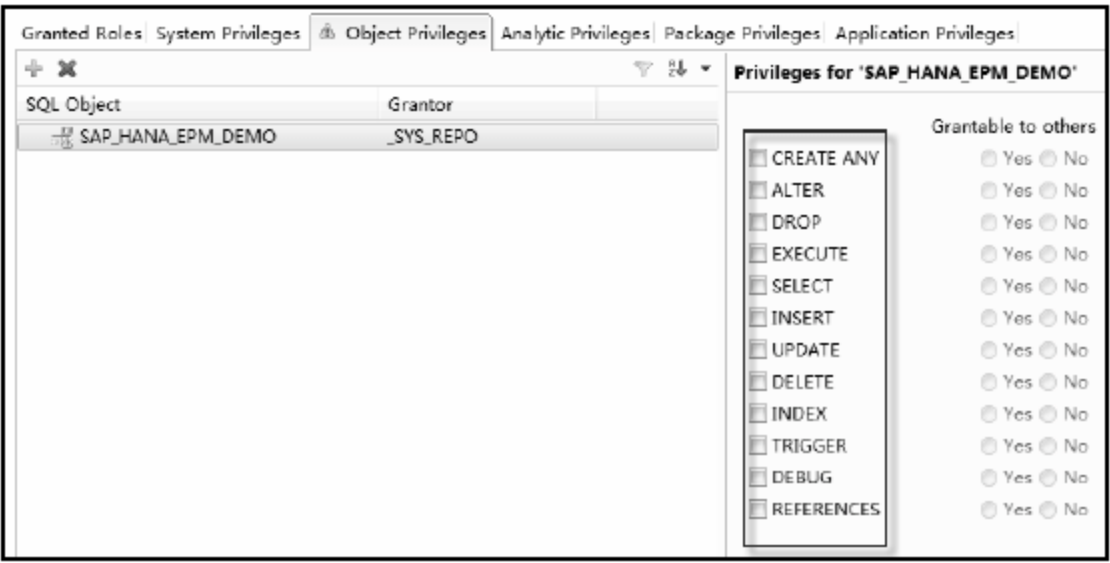 Granted Roles System Privileges Object Privileges Analytic Privileges Package Privileges Application Privileges
SQL Object Grantor
SAP_HANA_EPM_DEMO _SYS_REPO
Privileges for 'SAP_HANA_EPM_DEMO'
Grantable to others
CREATE ANY Yes No
ALTER Yes No
DROP Yes No
EXECUTE Yes No
SELECT Yes No
INSERT Yes No
UPDATE Yes No
DELETE Yes No
INDEX Yes No
TRIGGER Yes No
DEBUG Yes No
REFERENCES Yes No